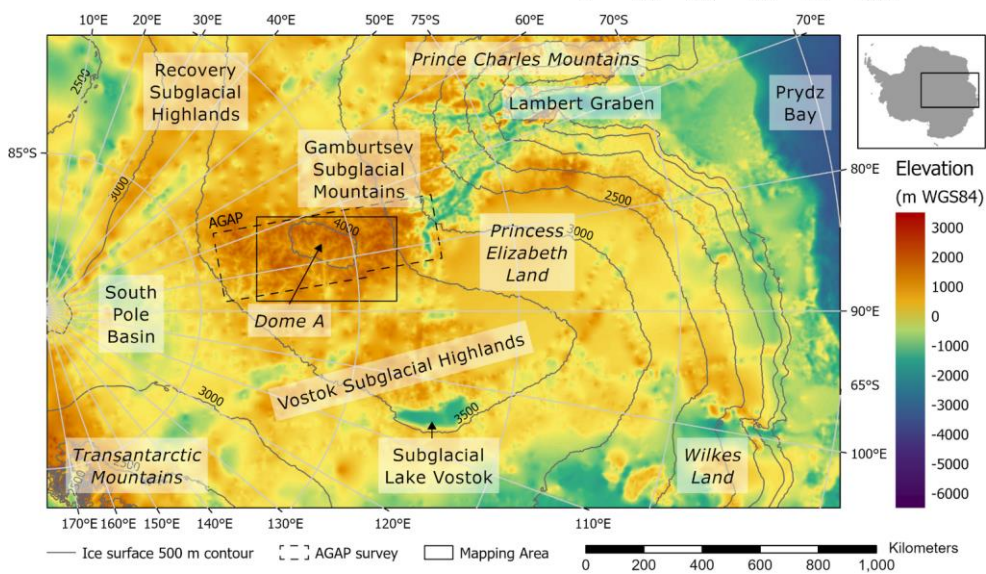 10°E
20°E
30°E
40°E
50°E
75°S
60°E
70°S
70°E
2500
Recovery
Subglacial
Highlands
Prince Charles Mountains
Lambert Graben
Prydz
Bay
85°S
3000
Gamburtsev
Subglacial
Mountains
80°E
AGAP
4000
2500
3000
Princess
Elizabeth
Land
South
Pole
Basin
Dome A
90°E
Vostok Subglacial Highlands
3000
3500
65°S
Transantarctic
Mountains
Subglacial
Lake Vostok
Wilkes
Land
100°E
170°E
160°E
150°E
140°E
130°E
120°E
110°E
Elevation
(m WGS84)
3000
2000
1000
0
-1000
-2000
-3000
-4000
-5000
-6000
Ice surface 500 m contour
AGAP survey
Mapping Area
Kilometers
0 200 400 600 800 1,000